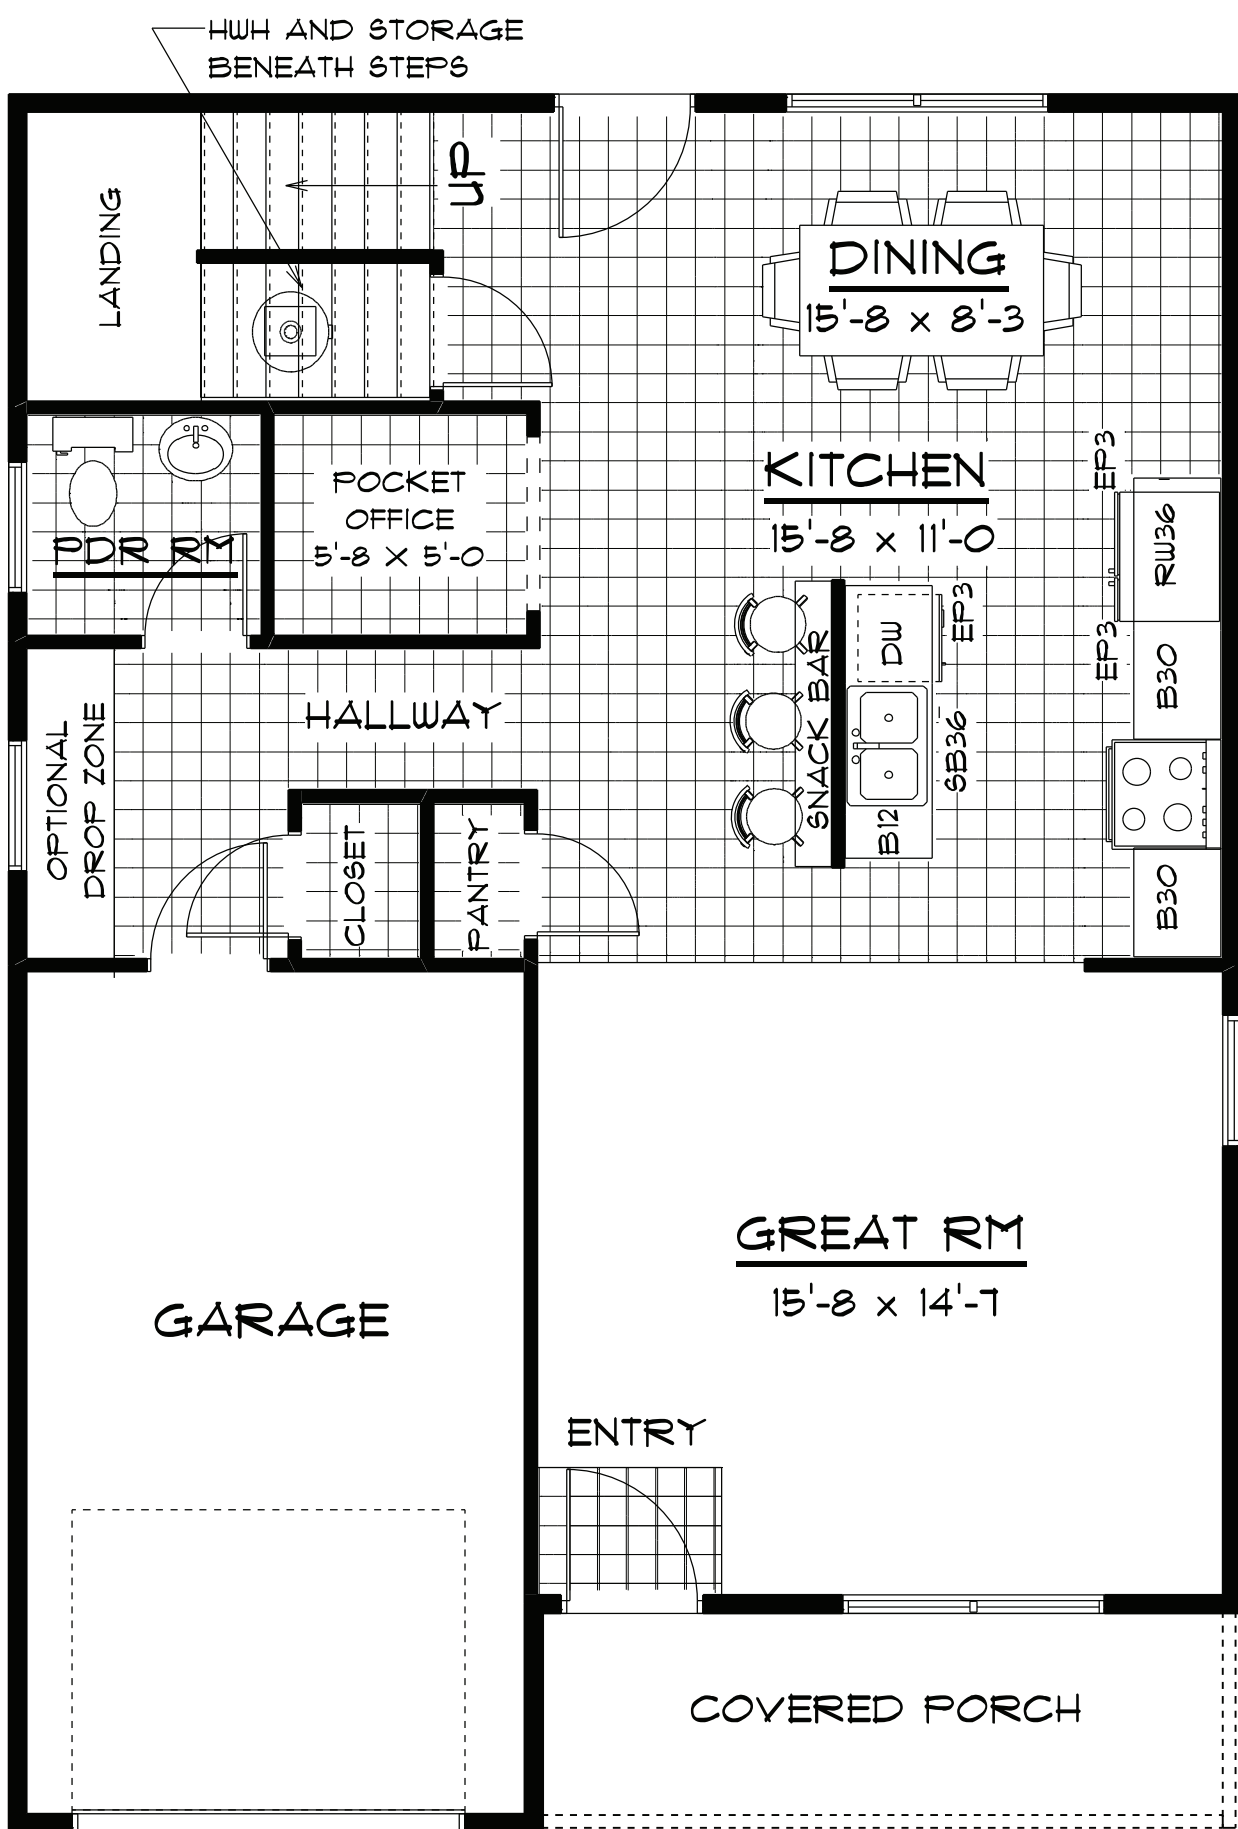 HWH AND STORAGE
BENEATH STEPS
LANDING
UP
DINING
15'-8 x 8'-3
KITCHEN
15'-8 x 11'-0
EP3
RW36
POCKET
OFFICE
5'-8 X 5'-0
PDR RM
DW
EP3
EP3
B30
SNACK BAR
HALLWAY
OPTIONAL
DROP ZONE
SB36
B12
CLOSET
PANTRY
B30
GREAT RM
15'-8 x 14'-7
GARAGE
ENTRY
COVERED PORCH